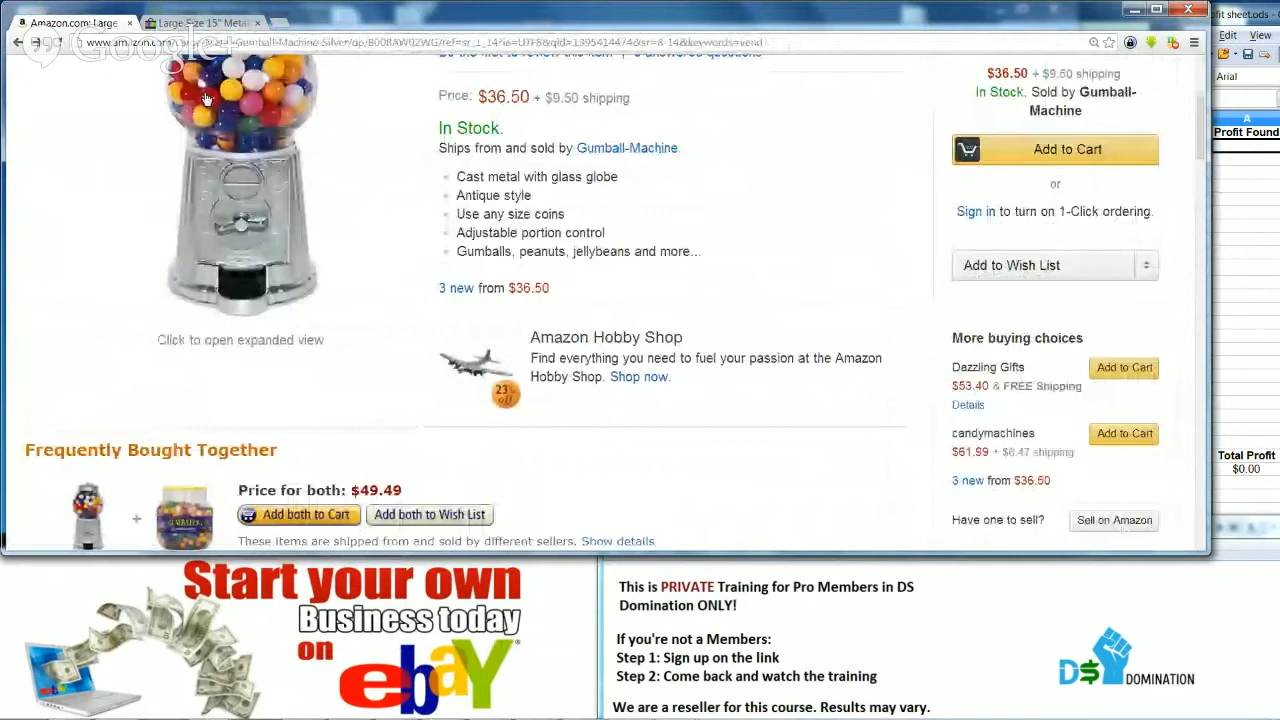 Amazon.com: Large
Large Size 15" Metal
Profit sheet.ods
Edit View
Google+
Arial
A
Profit Found
Total Profit
$0.00
Price: $36.50 + $9.50 shipping
In Stock.
Ships from and sold by Gumball-Machine.
Cast metal with glass globe
Antique style
Use any size coins
Adjustable portion control
Gumballs, peanuts, jellybeans and more...
3 new from $36.50
Click to open expanded view
Amazon Hobby Shop
Find everything you need to fuel your passion at the Amazon
Hobby Shop. Shop now.
23%
off
Frequently Bought Together
Price for both: $49.49
Add both to Cart Add both to Wish List
These items are shipped from and sold by different sellers. Show details
$36.50 + $9.50 shipping
In Stock. Sold by Gumball-
Machine
Add to Cart
or
Sign in to turn on 1-Click ordering.
Add to Wish List
More buying choices
Dazzling Gifts
Add to Cart
$53.40 & FREE Shipping
Details
candymachines
Add to Cart
$61.99 + $6.47 shipping
3 new from $36.50
Have one to sell? Sell on Amazon
Start your own
Business today
on
ebay
This is PRIVATE Training for Pro Members in DS
Domination ONLY!
If you're not a Members:
Step 1: Sign up on the link
Step 2: Come back and watch the training
We are a reseller for this course. Results may vary.
D$ DOMINATION